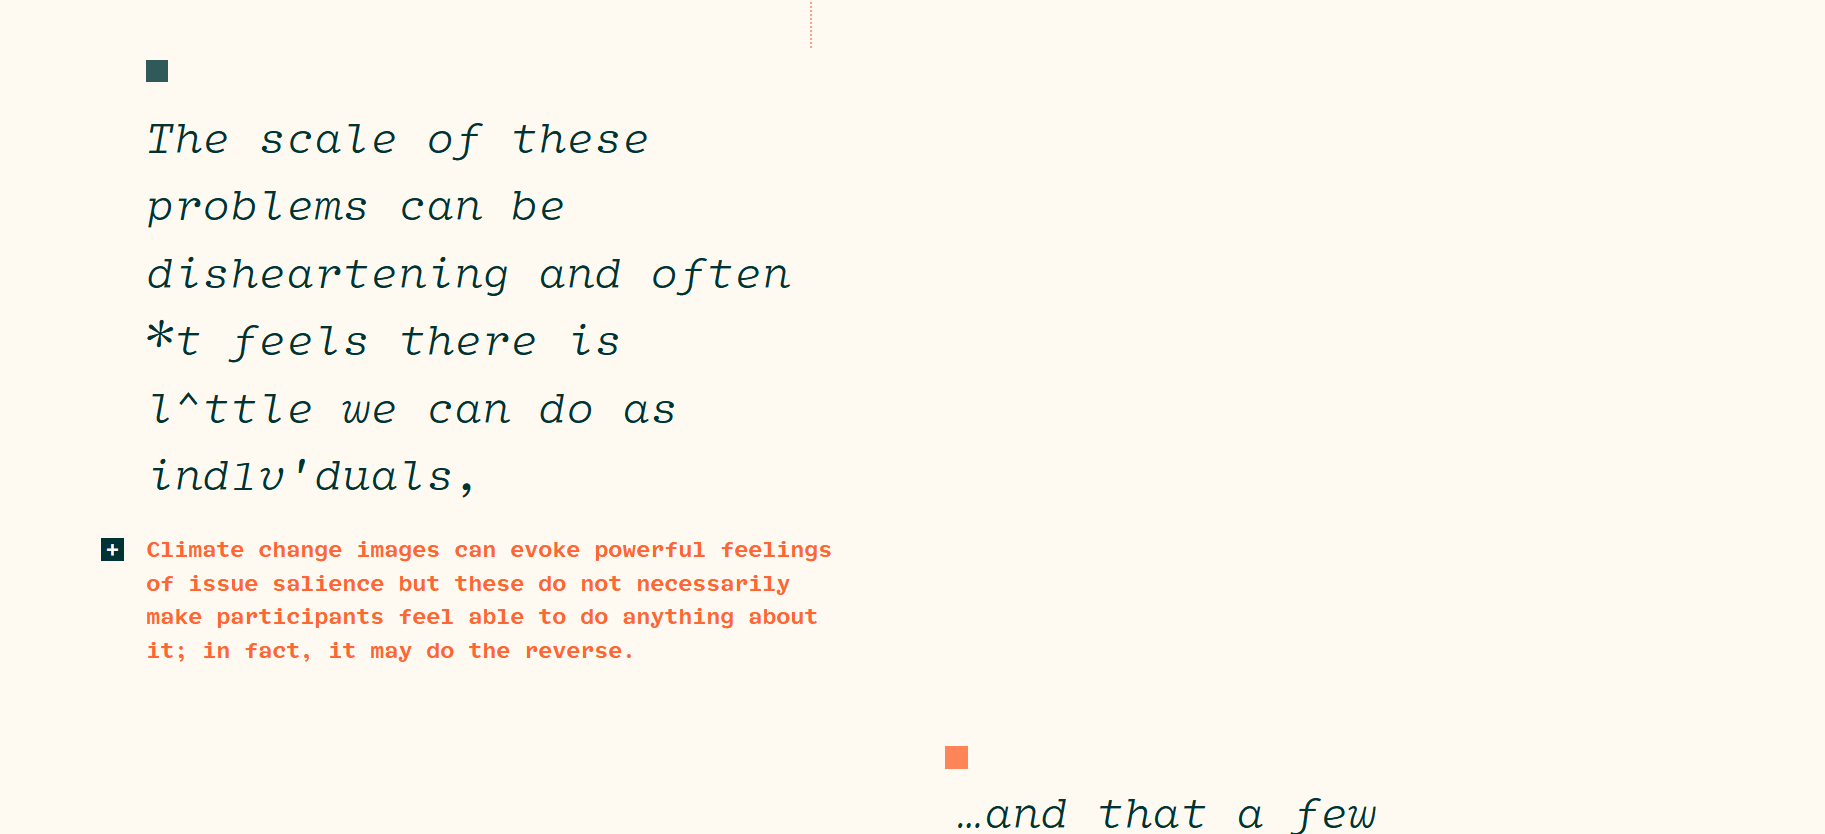 The scale of these
problems can be
disheartening and often
*t feels there is
l^ttle we can do as
ind1v'duals,
+ Climate change images can evoke powerful feelings
of issue salience but these do not necessarily
make participants feel able to do anything about
it; in fact, it may do the reverse.
…and that a few